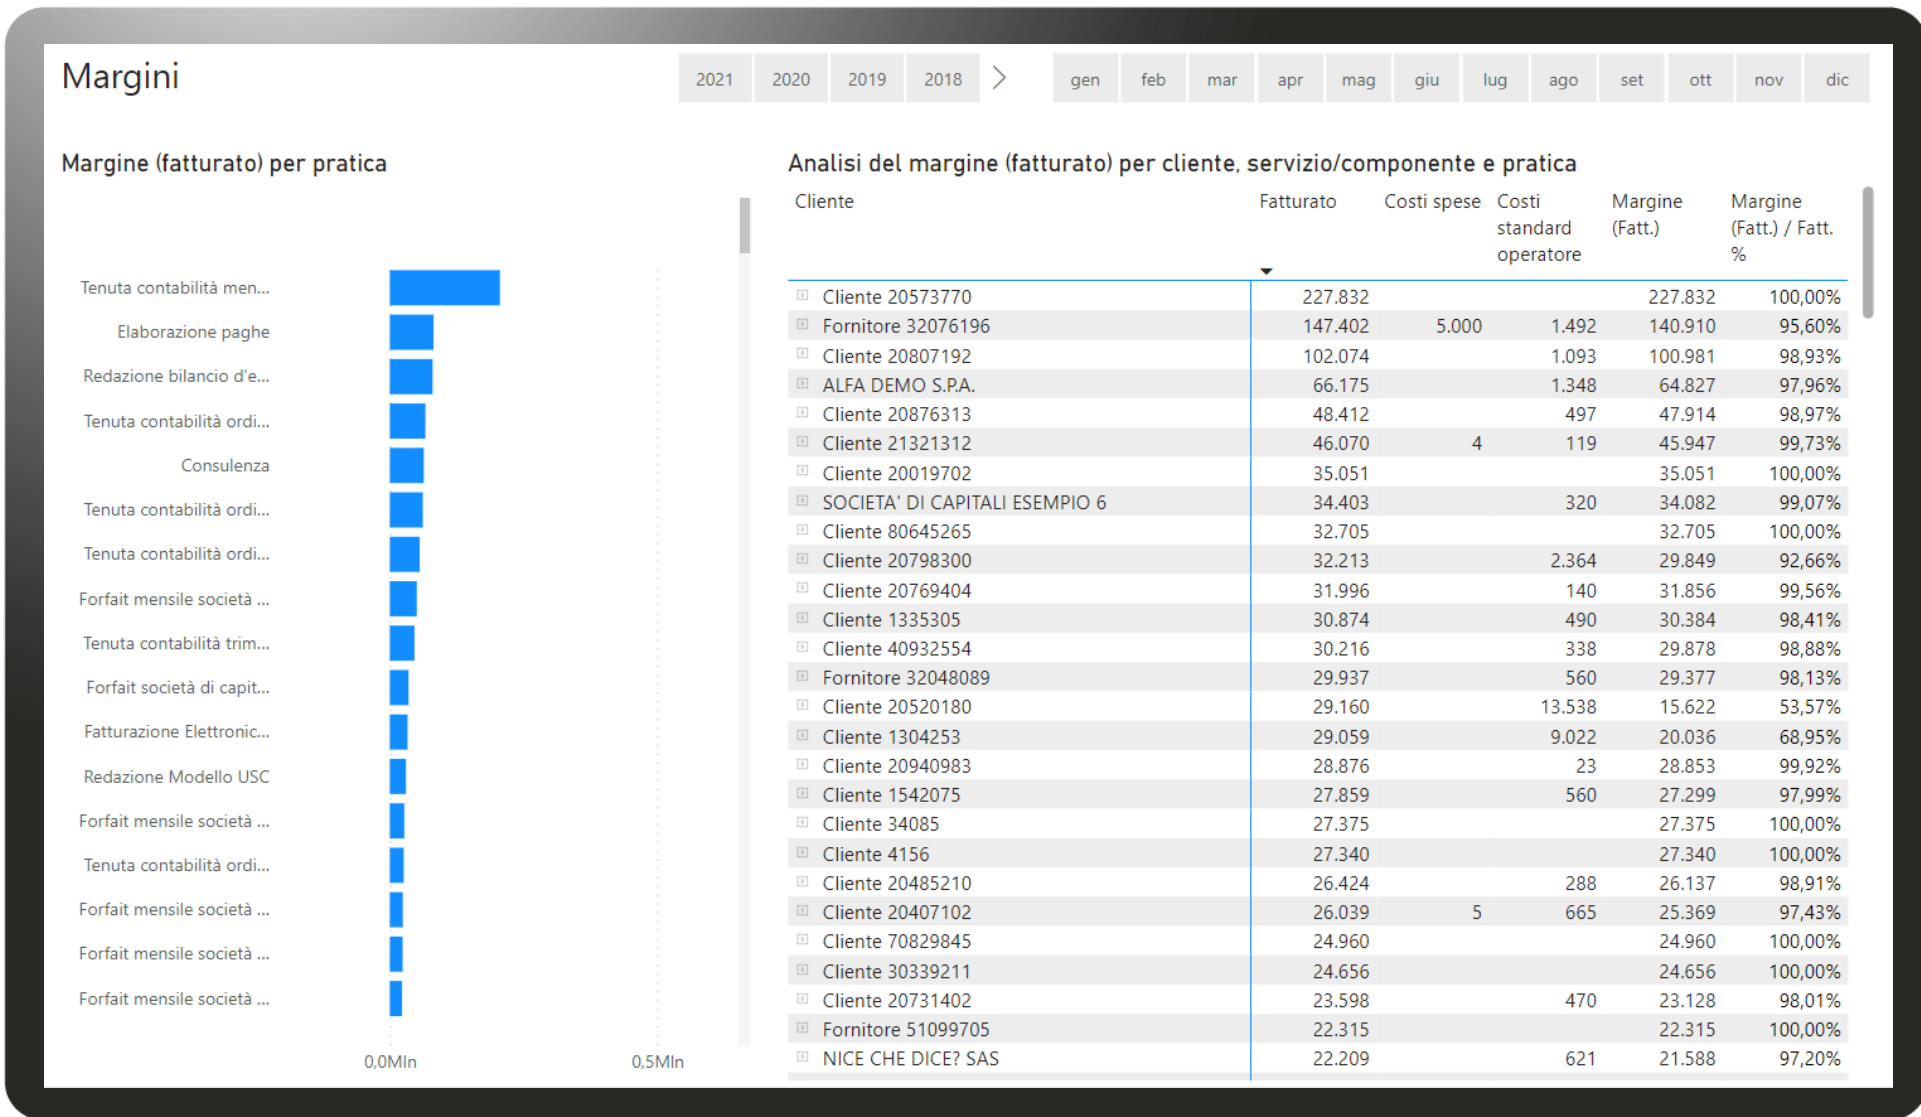 Margini
2021 2020 2019 2018 gen feb mar apr mag giu lug ago set ott nov dic
Margine (fatturato) per pratica
Tenuta contabilità men...
Elaborazione paghe
Redazione bilancio d'e...
Tenuta contabilità ordi...
Consulenza
Tenuta contabilità ordi...
Tenuta contabilità ordi...
Forfait mensile società ...
Tenuta contabilità trim...
Forfait società di capit...
Fatturazione Elettronic...
Redazione Modello USC
Forfait mensile società ...
Tenuta contabilità ordi...
Forfait mensile società ...
Forfait mensile società ...
Forfait mensile società ...
0,0Mln 0,5Mln
Analisi del margine (fatturato) per cliente, servizio/componente e pratica
Cliente Fatturato Costi spese Costi Margine Margine
standard (Fatt.) (Fatt.) / Fatt.
operatore %
Cliente 20573770 227.832 227.832 100,00%
Fornitore 32076196 147.402 5.000 1.492 140.910 95,60%
Cliente 20807192 102.074 1.093 100.981 98,93%
ALFA DEMO S.P.A. 66.175 1.348 64.827 97,96%
Cliente 20876313 48.412 497 47.914 98,97%
Cliente 21321312 46.070 4 119 45.947 99,73%
Cliente 20019702 35.051 35.051 100,00%
SOCIETA' DI CAPITALI ESEMPIO 6 34.403 320 34.082 99,07%
Cliente 80645265 32.705 32.705 100,00%
Cliente 20798300 32.213 2.364 29.849 92,66%
Cliente 20769404 31.996 140 31.856 99,56%
Cliente 1335305 30.874 490 30.384 98,41%
Cliente 40932554 30.216 338 29.878 98,88%
Fornitore 32048089 29.937 560 29.377 98,13%
Cliente 20520180 29.160 13.538 15.622 53,57%
Cliente 1304253 29.059 9.022 20.036 68,95%
Cliente 20940983 28.876 23 28.853 99,92%
Cliente 1542075 27.859 560 27.299 97,99%
Cliente 34085 27.375 27.375 100,00%
Cliente 4156 27.340 27.340 100,00%
Cliente 20485210 26.424 288 26.137 98,91%
Cliente 20407102 26.039 5 665 25.369 97,43%
Cliente 70829845 24.960 24.960 100,00%
Cliente 30339211 24.656 24.656 100,00%
Cliente 20731402 23.598 470 23.128 98,01%
Fornitore 51099705 22.315 22.315 100,00%
NICE CHE DICE? SAS 22.209 621 21.588 97,20%